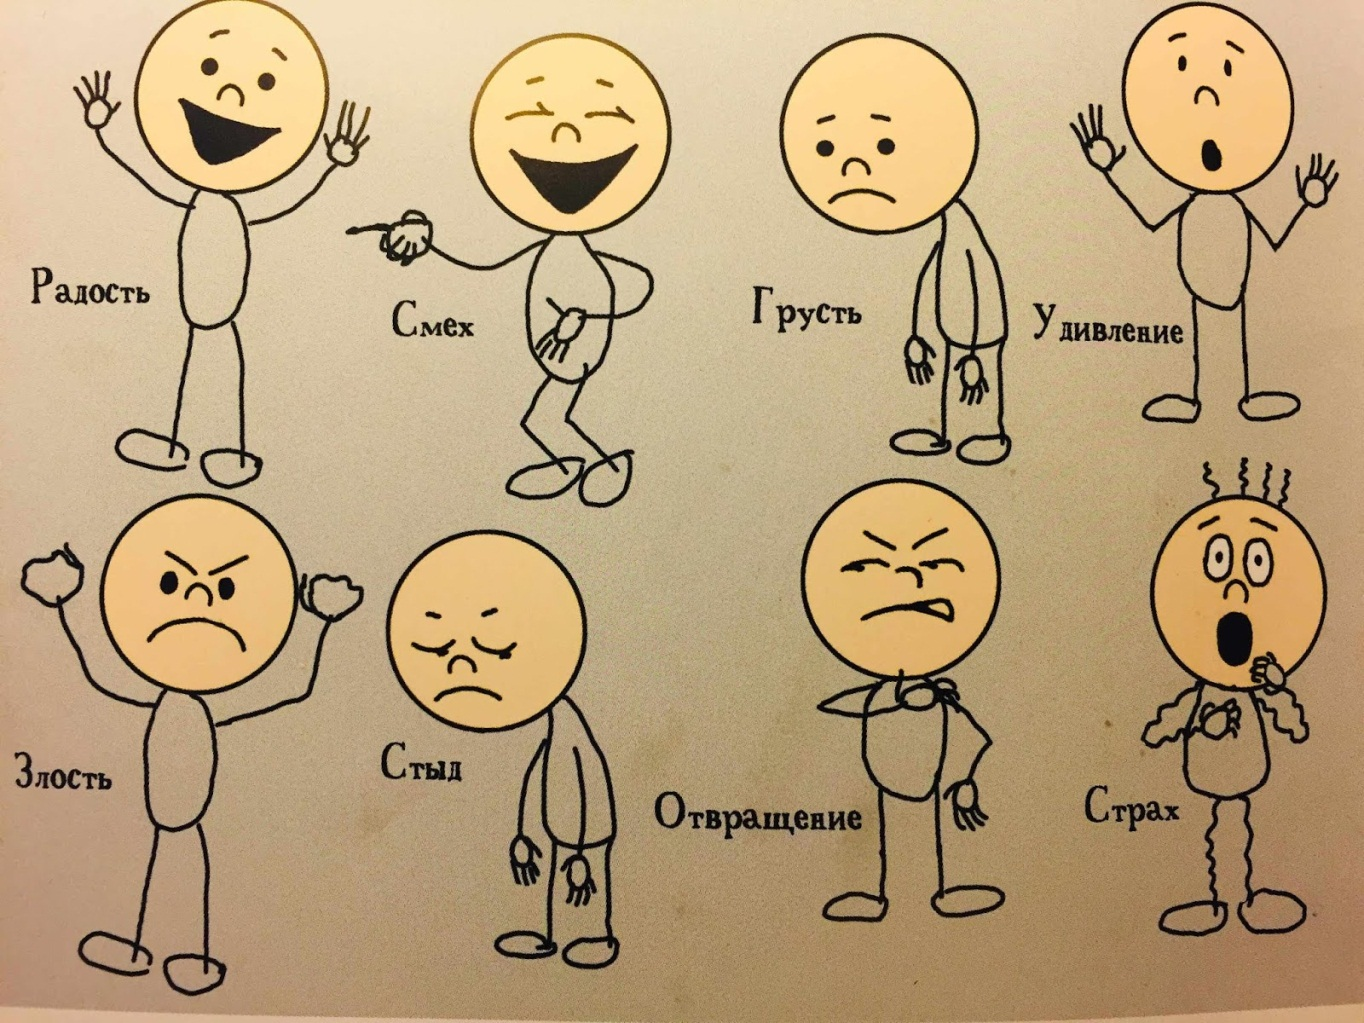 Радость
Смех
Грусть
Удивление
Злость
Стыд
Отвращение
Страх